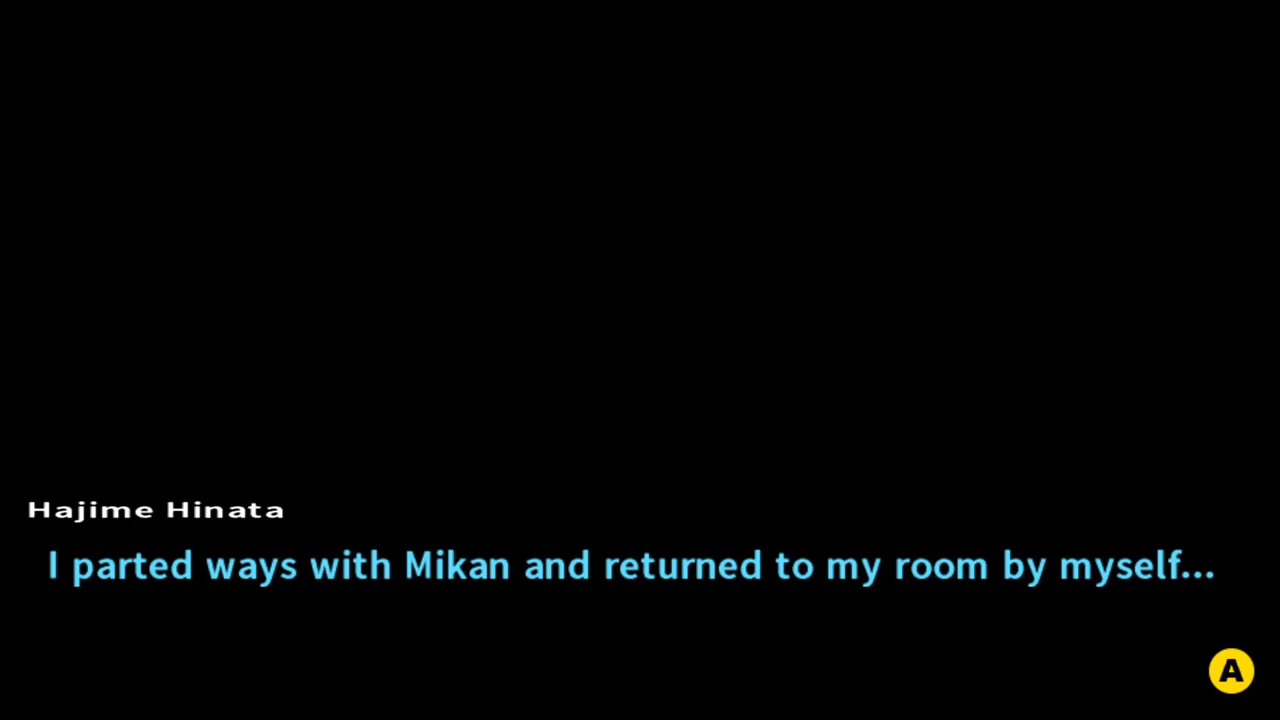 Hajime Hinata
I parted ways with Mikan and returned to my room by myself...
A